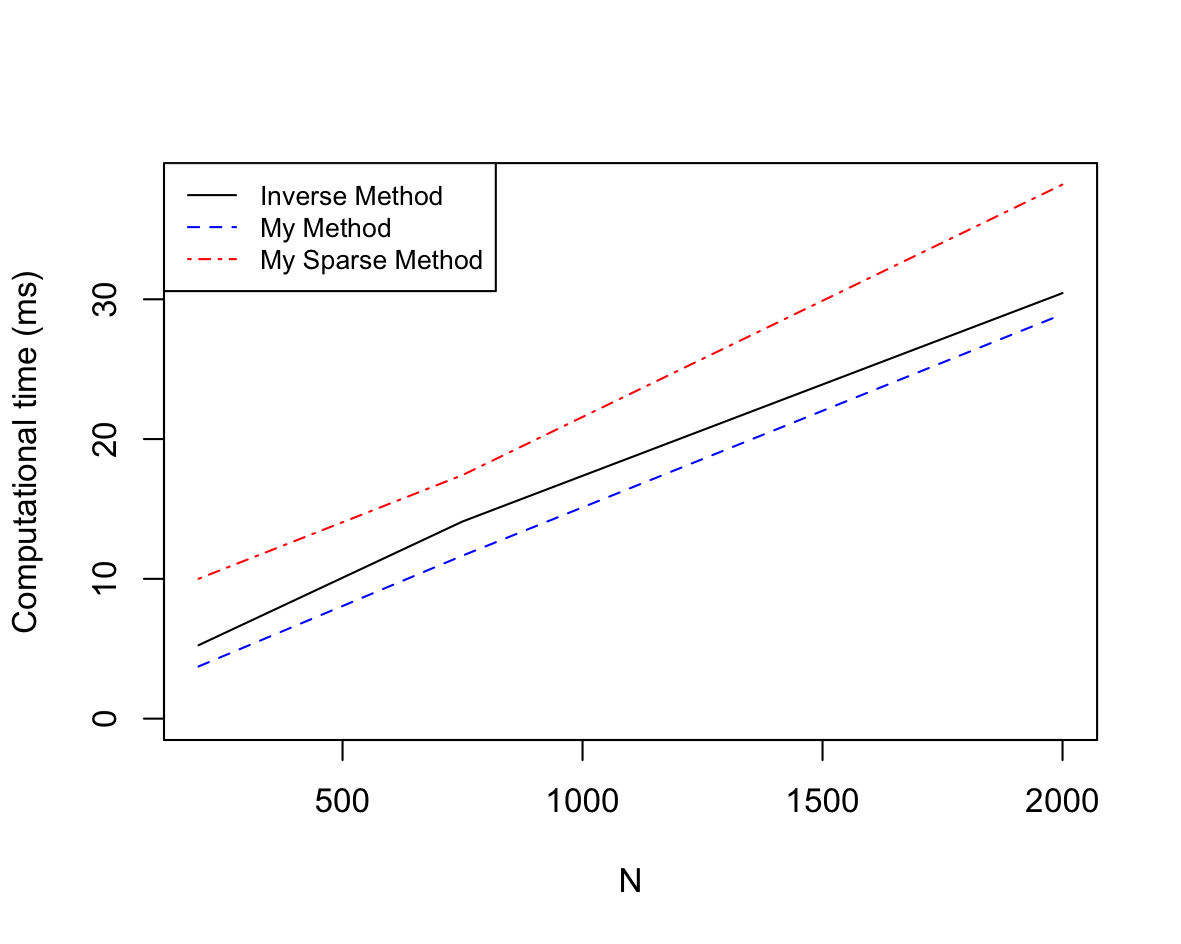 Inverse Method
My Method
My Sparse Method
Computational time (ms)
30
20
10
0
500 1000 1500 2000
N